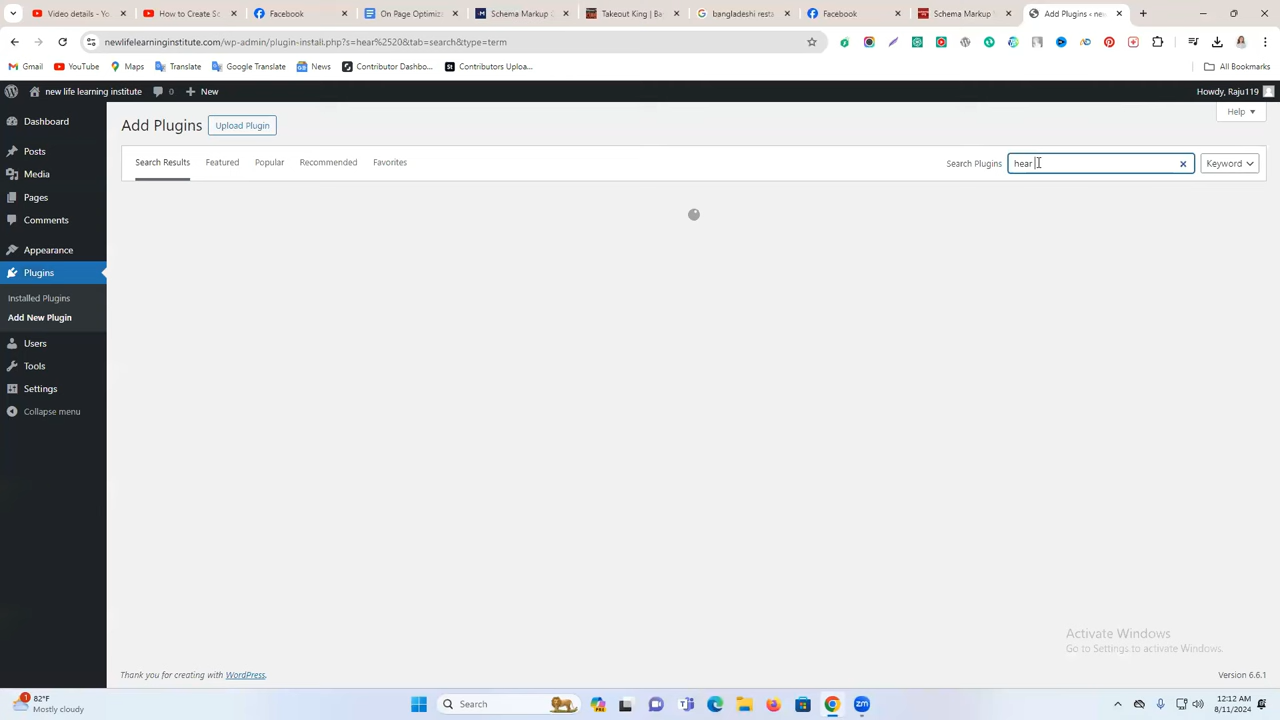 Video details - Yo
How to Create F
Facebook
On Page Optimiz
Schema Markup G
Takeout King | Ba
bangladeshi resta
Facebook
Schema Markup
Add Plugins ‹ new
newlifelearninginstitute.com/wp-admin/plugin-install.php?s=hear%2520&tab=search&type=term
Gmail YouTube Maps Translate Google Translate News Contributor Dashbo... Contributors Uploa... All Bookmarks
new life learning institute 0 New Howdy, Raju119
Help
Add Plugins Upload Plugin
Search Results Featured Popular Recommended Favorites Search Plugins hear Keyword
Dashboard
Posts
Media
Pages
Comments
Appearance
Plugins
Installed Plugins
Add New Plugin
Users
Tools
Settings
Collapse menu
Activate Windows
Go to Settings to activate Windows.
Thank you for creating with WordPress. Version 6.6.1
1 82°F
Mostly cloudy
Search
12:12 AM
8/11/2024